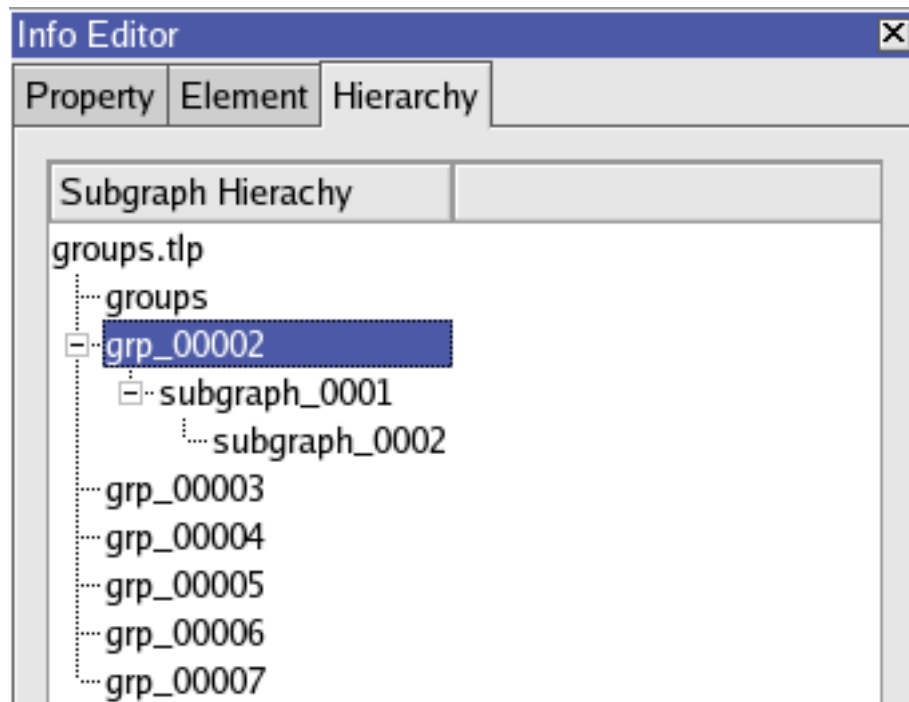 Info Editor
Property Element Hierarchy
Subgraph Hierachy
groups.tlp
groups
grp_00002
subgraph_0001
subgraph_0002
grp_00003
grp_00004
grp_00005
grp_00006
grp_00007